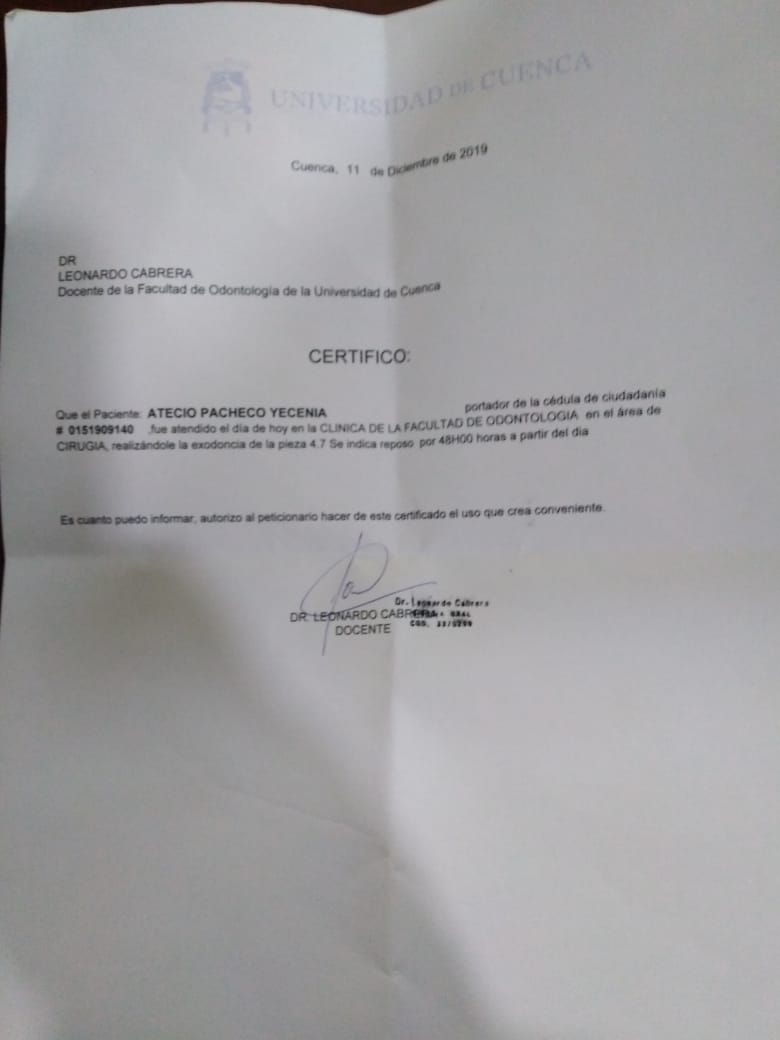 UNIVERSIDAD DE CUENCA
Cuenca, 11 de Diciembre de 2019
DR
LEONARDO CABRERA
Docente de la Facultad de Odontología de la Universidad de Cuenca
CERTIFICO:
Que el Paciente: ATECIO PACHECO YECENIA portador de la cédula de ciudadanía
# 0151909140 ,fue atendido el día de hoy en la CLINICA DE LA FACULTAD DE ODONTOLOGIA en el área de
CIRUGIA, realizándole la exodoncia de la pieza 4.7 Se indica reposo por 48H00 horas a partir del dia
Es cuanto puedo informar, autorizo al peticionario hacer de este certificado el uso que crea conveniente.
Dr. Leonardo Cabrera
DR. LEONARDO CABRERA
ORAL
DOCENTE
COD.